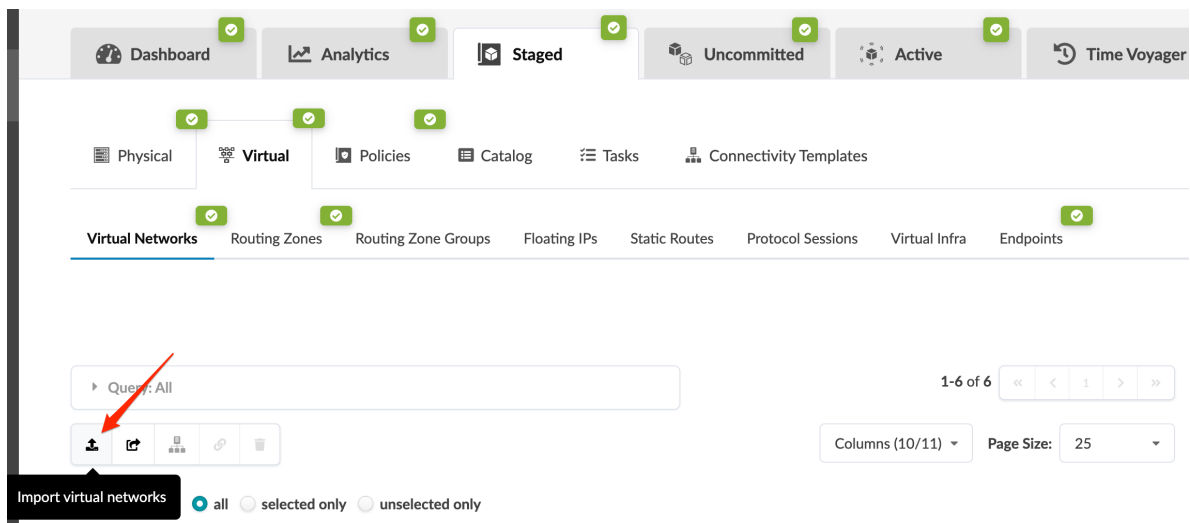 Dashboard
Analytics
Staged
Uncommitted
Active
Time Voyager
Physical
Virtual
Policies
Catalog
Tasks
Connectivity Templates
Virtual Networks
Routing Zones
Routing Zone Groups
Floating IPs
Static Routes
Protocol Sessions
Virtual Infra
Endpoints
Query: All
1-6 of 6
1
Columns (10/11)
Page Size:
25
Import virtual networks
all
selected only
unselected only